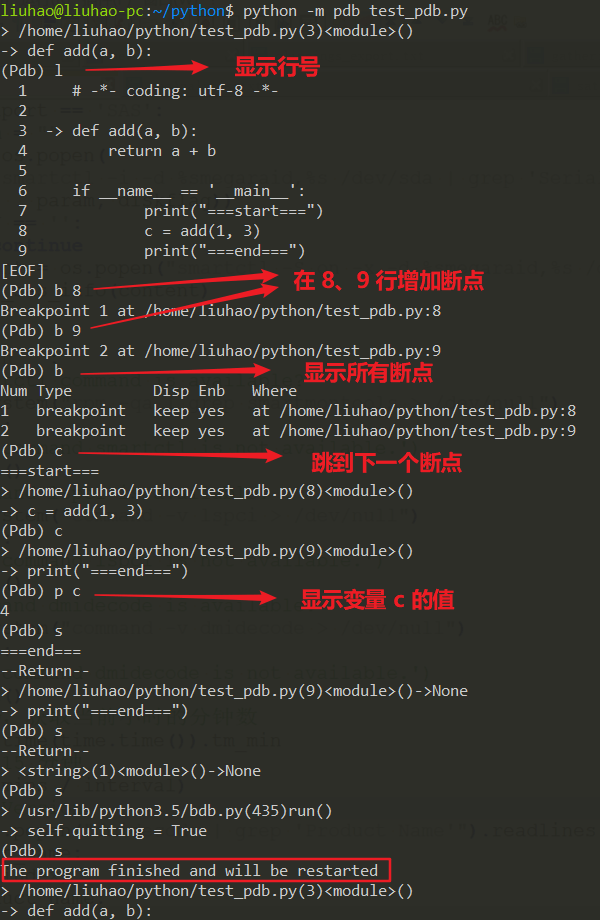 liuhao@liuhao-pc:~/python$ python -m pdb test_pdb.py
> /home/liuhao/python/test_pdb.py(3)<module>()
-> def add(a, b):
(Pdb) l 显示行号
1 # -*- coding: utf-8 -*-
2
3 -> def add(a, b):
4 return a + b
5
6 if __name__ == '__main__':
7 print("===start===")
8 c = add(1, 3)
9 print("===end===")
[EOF]
(Pdb) b 8 在 8、9 行增加断点
Breakpoint 1 at /home/liuhao/python/test_pdb.py:8
(Pdb) b 9
Breakpoint 2 at /home/liuhao/python/test_pdb.py:9
(Pdb) b 显示所有断点
Num Type Disp Enb Where
1 breakpoint keep yes at /home/liuhao/python/test_pdb.py:8
2 breakpoint keep yes at /home/liuhao/python/test_pdb.py:9
(Pdb) c 跳到下一个断点
===start===
> /home/liuhao/python/test_pdb.py(8)<module>()
-> c = add(1, 3)
(Pdb) c
> /home/liuhao/python/test_pdb.py(9)<module>()
-> print("===end===")
(Pdb) p c 显示变量 c 的值
4
(Pdb) s
===end===
--Return--
> /home/liuhao/python/test_pdb.py(9)<module>()->None
-> print("===end===")
(Pdb) s
--Return--
> <string>(1)<module>()->None
(Pdb) s
> /usr/lib/python3.5/bdb.py(435)run()
-> self.quitting = True
(Pdb) s
The program finished and will be restarted
> /home/liuhao/python/test_pdb.py(3)<module>()
-> def add(a, b):